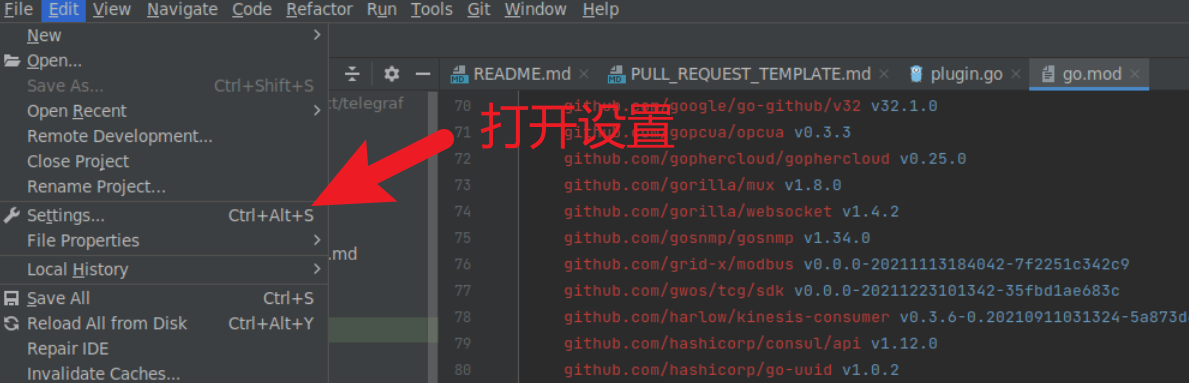 File Edit View Navigate Code Refactor Run Tools Git Window Help
New
Open...
Save As... Ctrl+Shift+S
Open Recent
Remote Development...
Close Project
Rename Project...
Settings... Ctrl+Alt+S
File Properties
Local History
Save All Ctrl+S
Reload All from Disk Ctrl+Alt+Y
Repair IDE
Invalidate Caches...
ct/telegraf
.md
打开设置
README.md PULL_REQUEST_TEMPLATE.md plugin.go go.mod
70 github.com/google/go-github/v32 v32.1.0
71 github.com/gopcua/opcua v0.3.3
72 github.com/gophercloud/gophercloud v0.25.0
73 github.com/gorilla/mux v1.8.0
74 github.com/gorilla/websocket v1.4.2
75 github.com/gosnmp/gosnmp v1.34.0
76 github.com/grid-x/modbus v0.0.0-20211113184042-7f2251c342c9
77 github.com/gwos/tcg/sdk v0.0.0-20211223101342-35fbd1ae683c
78 github.com/harlow/kinesis-consumer v0.3.6-0.20210911031324-5a873d
79 github.com/hashicorp/consul/api v1.12.0
80 github.com/hashicorp/go-uuid v1.0.2